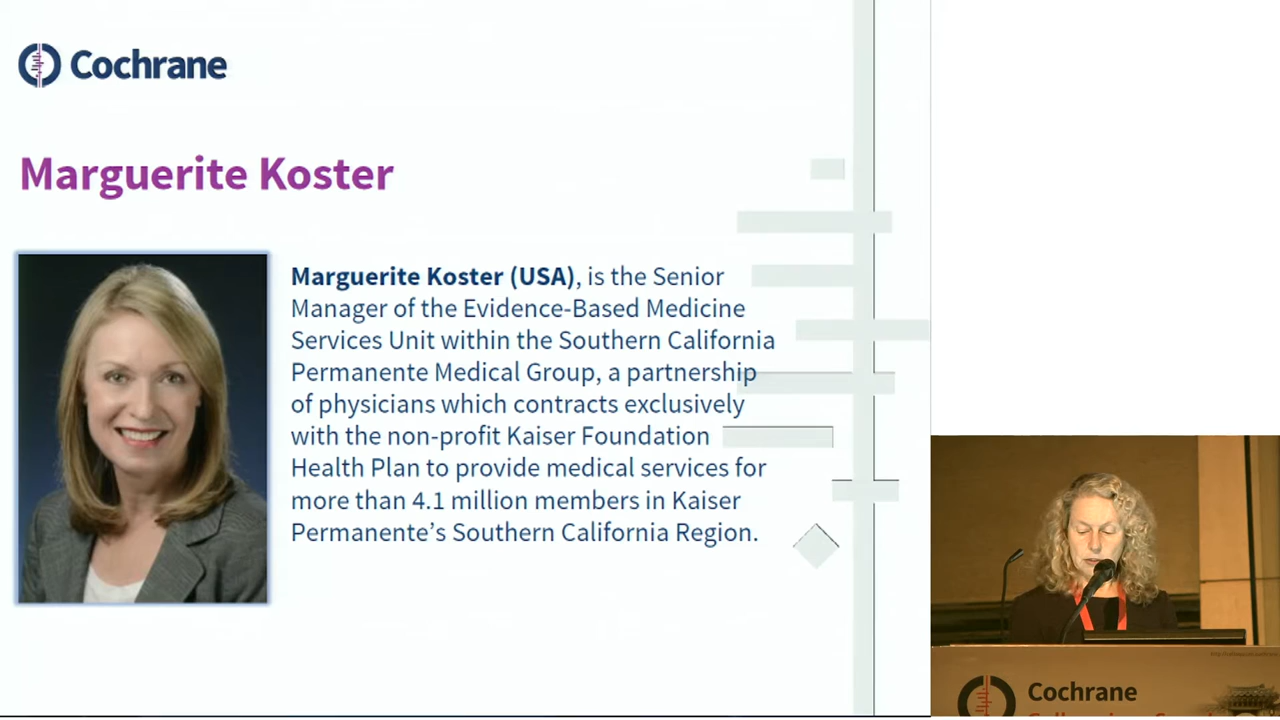 Cochrane
Marguerite Koster
Marguerite Koster (USA), is the Senior
Manager of the Evidence-Based Medicine
Services Unit within the Southern California
Permanente Medical Group, a partnership
of physicians which contracts exclusively
with the non-profit Kaiser Foundation
Health Plan to provide medical services for
more than 4.1 million members in Kaiser
Permanente’s Southern California Region.
Cochrane